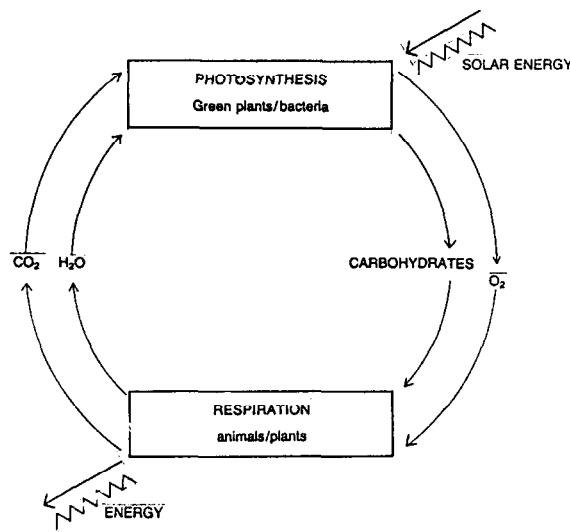 PHOTOSYNTHESIS
Green plants/bacteria
SOLAR ENERGY
CO₂
H₂O
CARBOHYDRATES
O₂
RESPIRATION
animals/plants
ENERGY